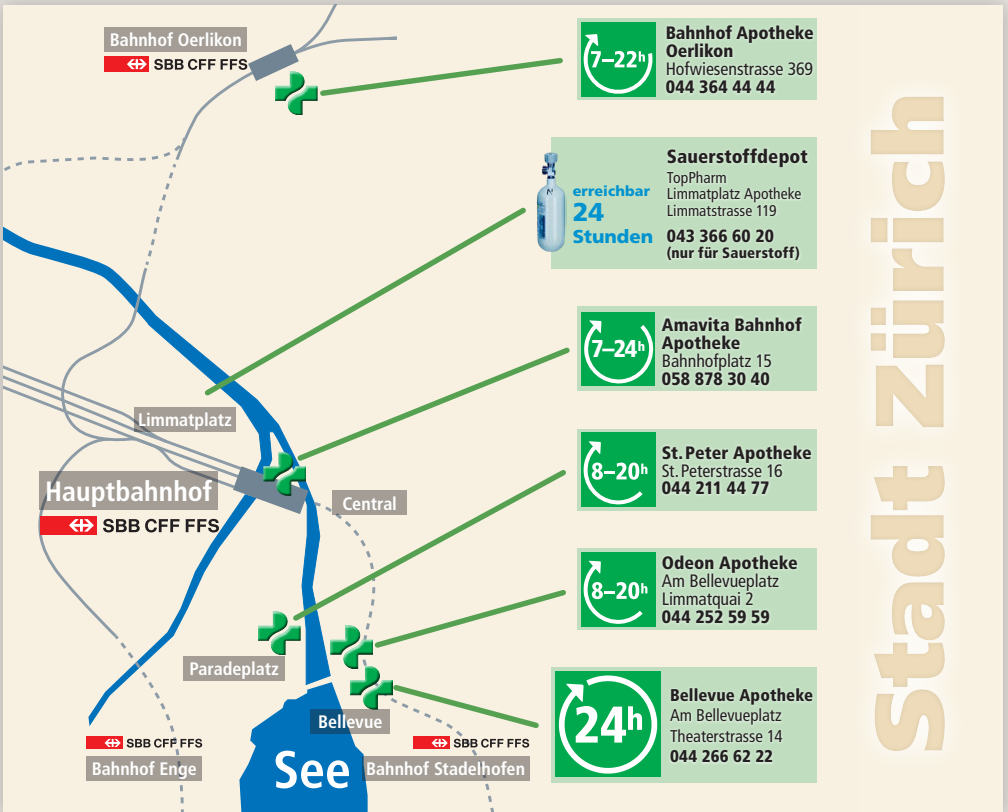 Bahnhof Oerlikon
SBB CFF FFS
7–22h
Bahnhof Apotheke
Oerlikon
Hofwiesenstrasse 369
044 364 44 44
erreichbar
24
Stunden
Sauerstoffdepot
TopPharm
Limmatplatz Apotheke
Limmatstrasse 119
043 366 60 20
(nur für Sauerstoff)
7–24h
Amavita Bahnhof
Apotheke
Bahnhofplatz 15
058 878 30 40
Limmatplatz
Hauptbahnhof
SBB CFF FFS
Central
8–20h
St. Peter Apotheke
St. Peterstrasse 16
044 211 44 77
8–20h
Odeon Apotheke
Am Bellevueplatz
Limmatquai 2
044 252 59 59
Paradeplatz
Bellevue
24h
Bellevue Apotheke
Am Bellevueplatz
Theaterstrasse 14
044 266 62 22
SBB CFF FFS
Bahnhof Enge
See
SBB CFF FFS
Bahnhof Stadelhofen
Stadt Zürich